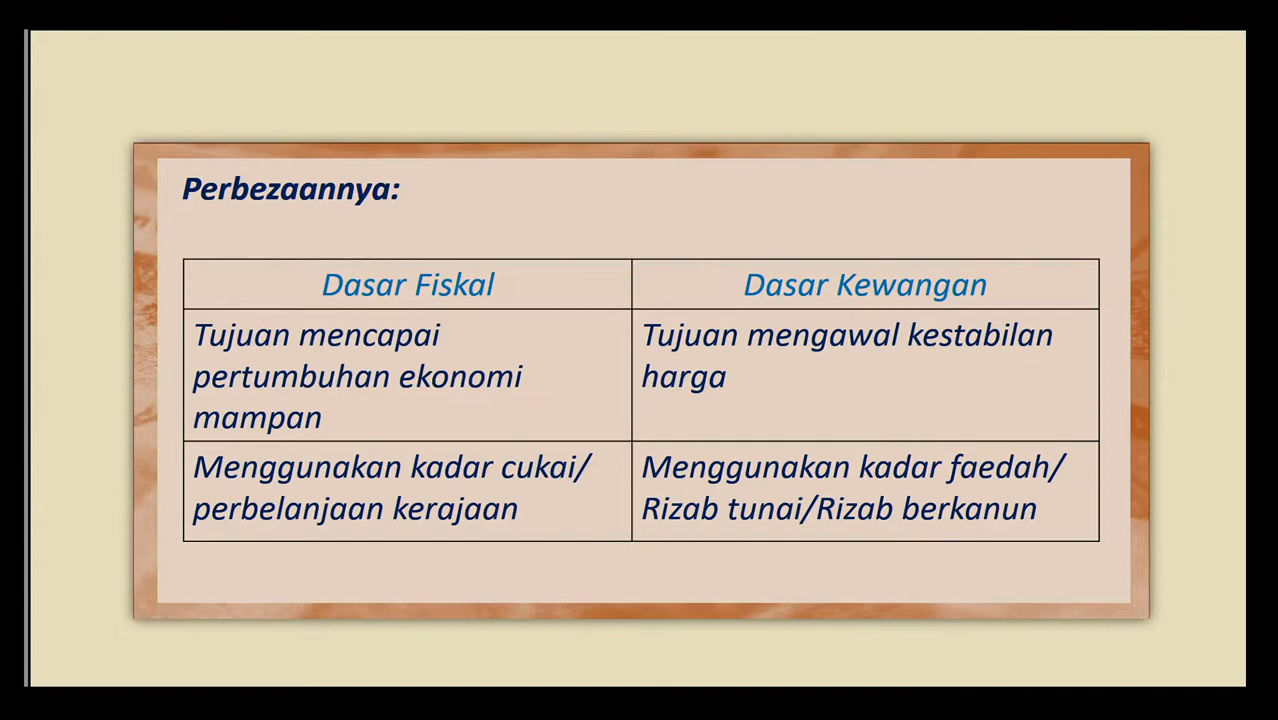 Perbezaannya:
Dasar Fiskal
Dasar Kewangan
Tujuan mencapai
pertumbuhan ekonomi
mampan
Tujuan mengawal kestabilan
harga
Menggunakan kadar cukai/
perbelanjaan kerajaan
Menggunakan kadar faedah/
Rizab tunai/Rizab berkanun